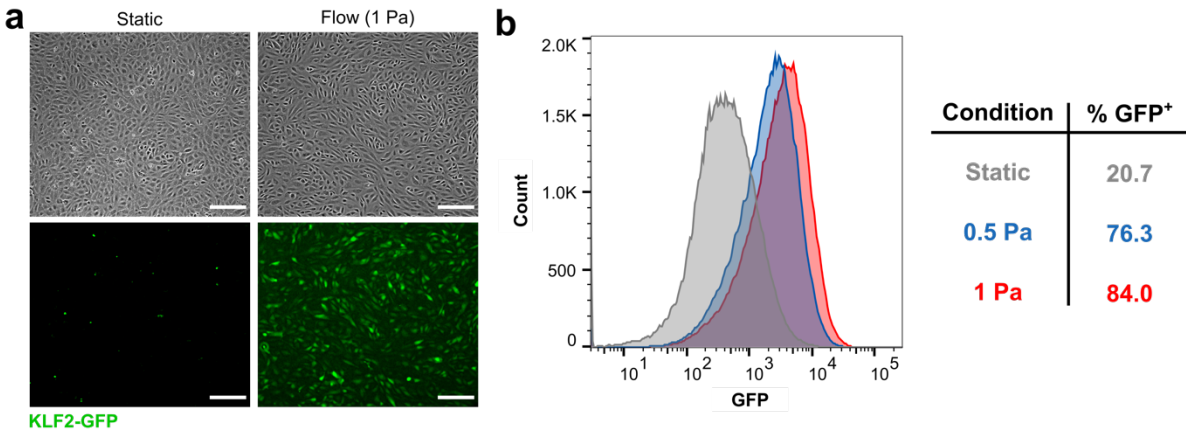 a
Static
Flow (1 Pa)
KLF2-GFP
b
2.0K
1.5K
1.0K
500
0
Count
10^1
10^2
10^3
10^4
10^5
GFP
Condition % GFP+
Static 20.7
0.5 Pa 76.3
1 Pa 84.0